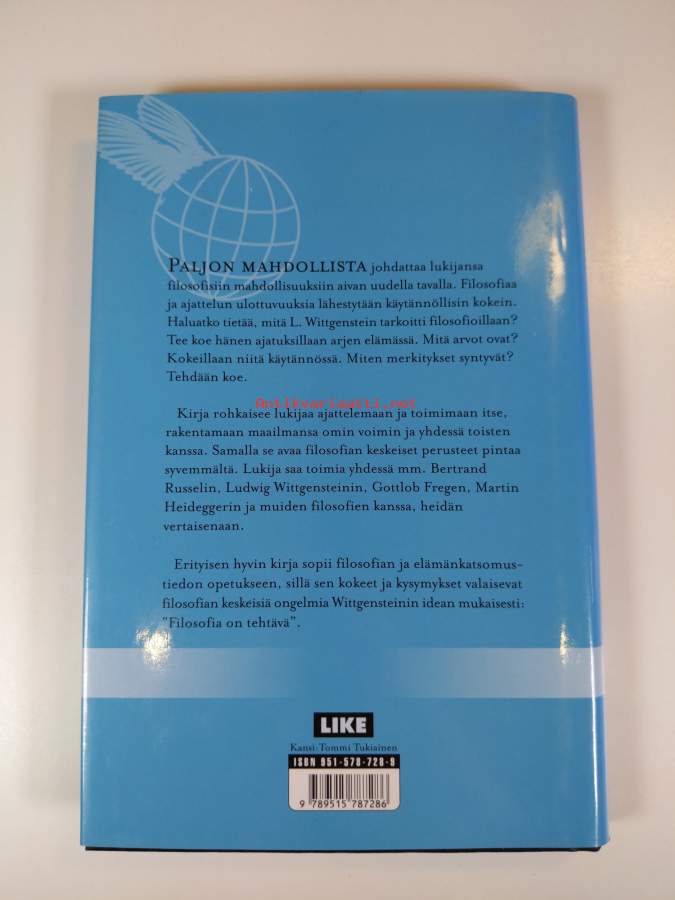 PALJON MAHDOLLISTA johdattaa lukijansa
filosofisiin mahdollisuuksiin aivan uudella tavalla. Filosofiaa
ja ajattelun ulottuvuuksia lähestytään käytännöllisin kokein.
Haluatko tietää, mitä L. Wittgenstein tarkoitti filosofioillaan?
Tee koe hänen ajatuksillaan arjen elämässä. Mitä arvot ovat?
Kokeillaan niitä käytännössä. Miten merkitykset syntyvät?
Tehdään koe.
Antikvariaatti.net
Kirja rohkaisee lukijaa ajattelemaan ja toimimaan itse,
rakentamaan maailmansa omin voimin ja yhdessä toisten
kanssa. Samalla se avaa filosofian keskeiset perusteet pintaa
syvemmältä. Lukija saa toimia yhdessä mm. Bertrand
Russelin, Ludwig Wittgensteinin, Gottlob Fregen, Martin
Heideggerin ja muiden filosofien kanssa, heidän
vertaisenaan.
Erityisen hyvin kirja sopii filosofian ja elämänkatsomus-
tiedon opetukseen, sillä sen kokeet ja kysymykset valaisevat
filosofian keskeisiä ongelmia Wittgensteinin idean mukaisesti:
"Filosofia on tehtävä".
LIKE
Kansi: Tommi Tukiainen
ISBN 951-578-728-9
9 789515 787286